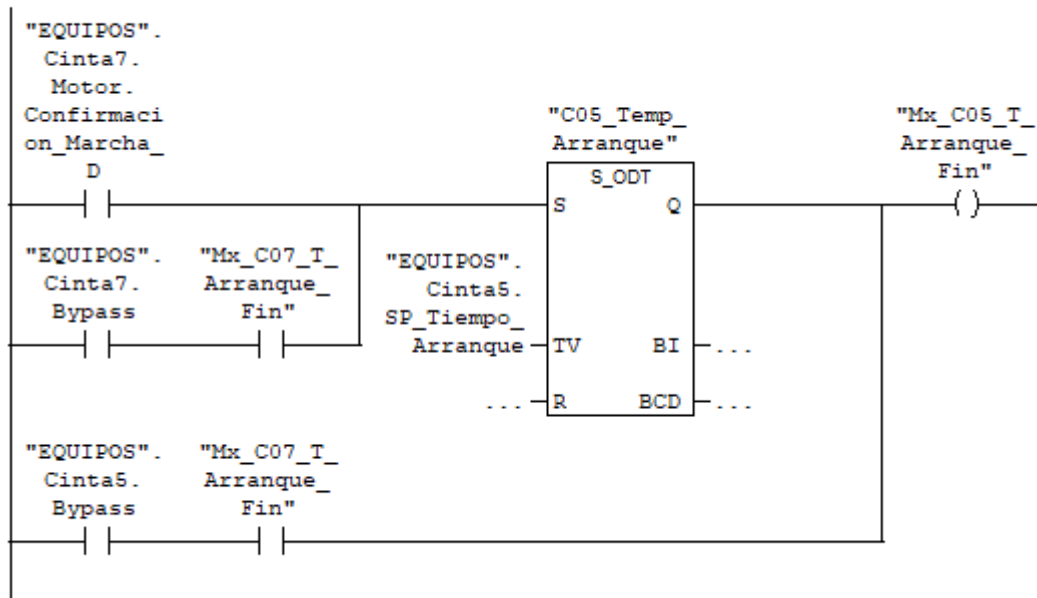 "EQUIPOS".
Cinta7.
Motor.
Confirmaci
on_Marcha_
D
"C05_Temp_
Arranque"
"Mx_C05_T_
Arranque_
Fin"
S_ODT
S Q
"EQUIPOS".
Cinta7.
Bypass
"Mx_C07_T_
Arranque_
Fin"
"EQUIPOS".
Cinta5.
SP_Tiempo_
Arranque
TV BI ...
... R BCD ...
"EQUIPOS".
Cinta5.
Bypass
"Mx_C07_T_
Arranque_
Fin"